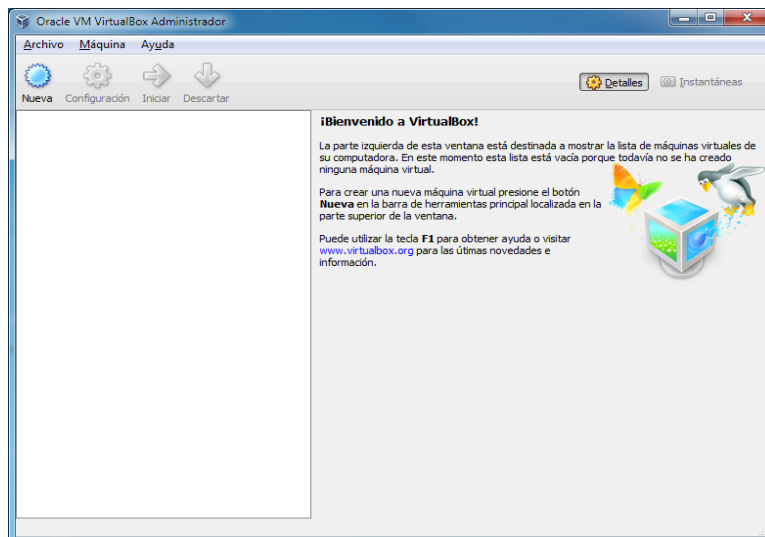 Oracle VM VirtualBox Administrador
Archivo Máquina Ayuda
Nueva Configuración Iniciar Descartar
Detalles Instantáneas
¡Bienvenido a VirtualBox!
La parte izquierda de esta ventana está destinada a mostrar la lista de máquinas virtuales de
su computadora. En este momento esta lista está vacía porque todavía no se ha creado
ninguna máquina virtual.
Para crear una nueva máquina virtual presione el botón
Nueva en la barra de herramientas principal localizada en la
parte superior de la ventana.
Puede utilizar la tecla F1 para obtener ayuda o visitar
www.virtualbox.org para las útimas novedades e
información.